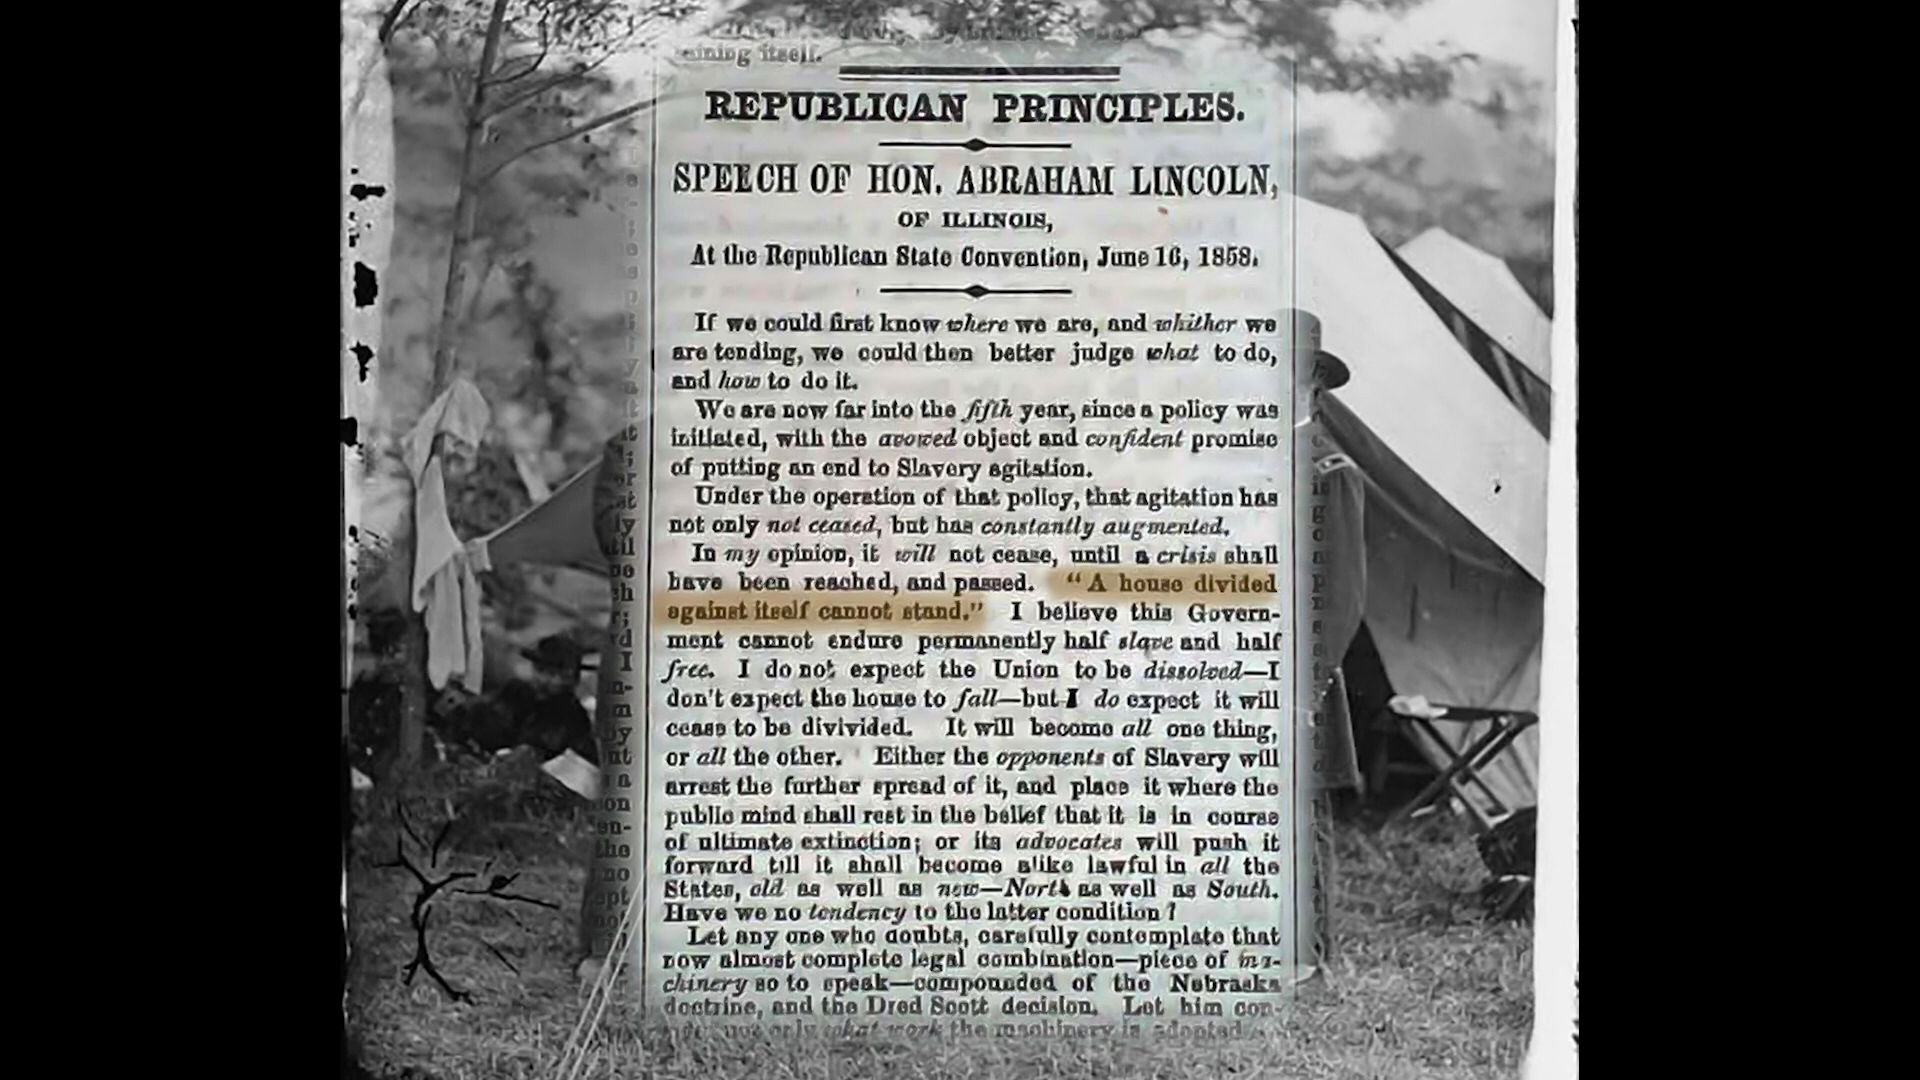 ining itself.
REPUBLICAN PRINCIPLES.
SPEECH OF HON. ABRAHAM LINCOLN,
OF ILLINOIS,
At the Republican State Convention, June 16, 1858.
If we could first know where we are, and whither we
are tending, we could then better judge what to do,
and how to do it.
We are now far into the fifth year, since a policy was
initiated, with the avowed object and confident promise
of putting an end to Slavery agitation.
Under the operation of that policy, that agitation has
not only not ceased, but has constantly augmented.
In my opinion, it will not cease, until a crisis shall
have been reached, and passed. "A house divided
against itself cannot stand." I believe this Govern-
ment cannot endure permanently half slave and half
free. I do not expect the Union to be dissolved—I
don't expect the house to fall—but I do expect it will
cease to be divivided. It will become all one thing,
or all the other. Either the opponents of Slavery will
arrest the further spread of it, and place it where the
public mind shall rest in the belief that it is in course
of ultimate extinction; or its advocates will push it
forward till it shall become alike lawful in all the
States, old as well as new—North as well as South.
Have we no tendency to the latter condition?
Let any one who doubts, carefully contemplate that
now almost complete legal combination—piece of ma-
chinery so to speak—compounded of the Nebraska
doctrine, and the Dred Scott decision. Let him con-
only what work the machinery is adapted